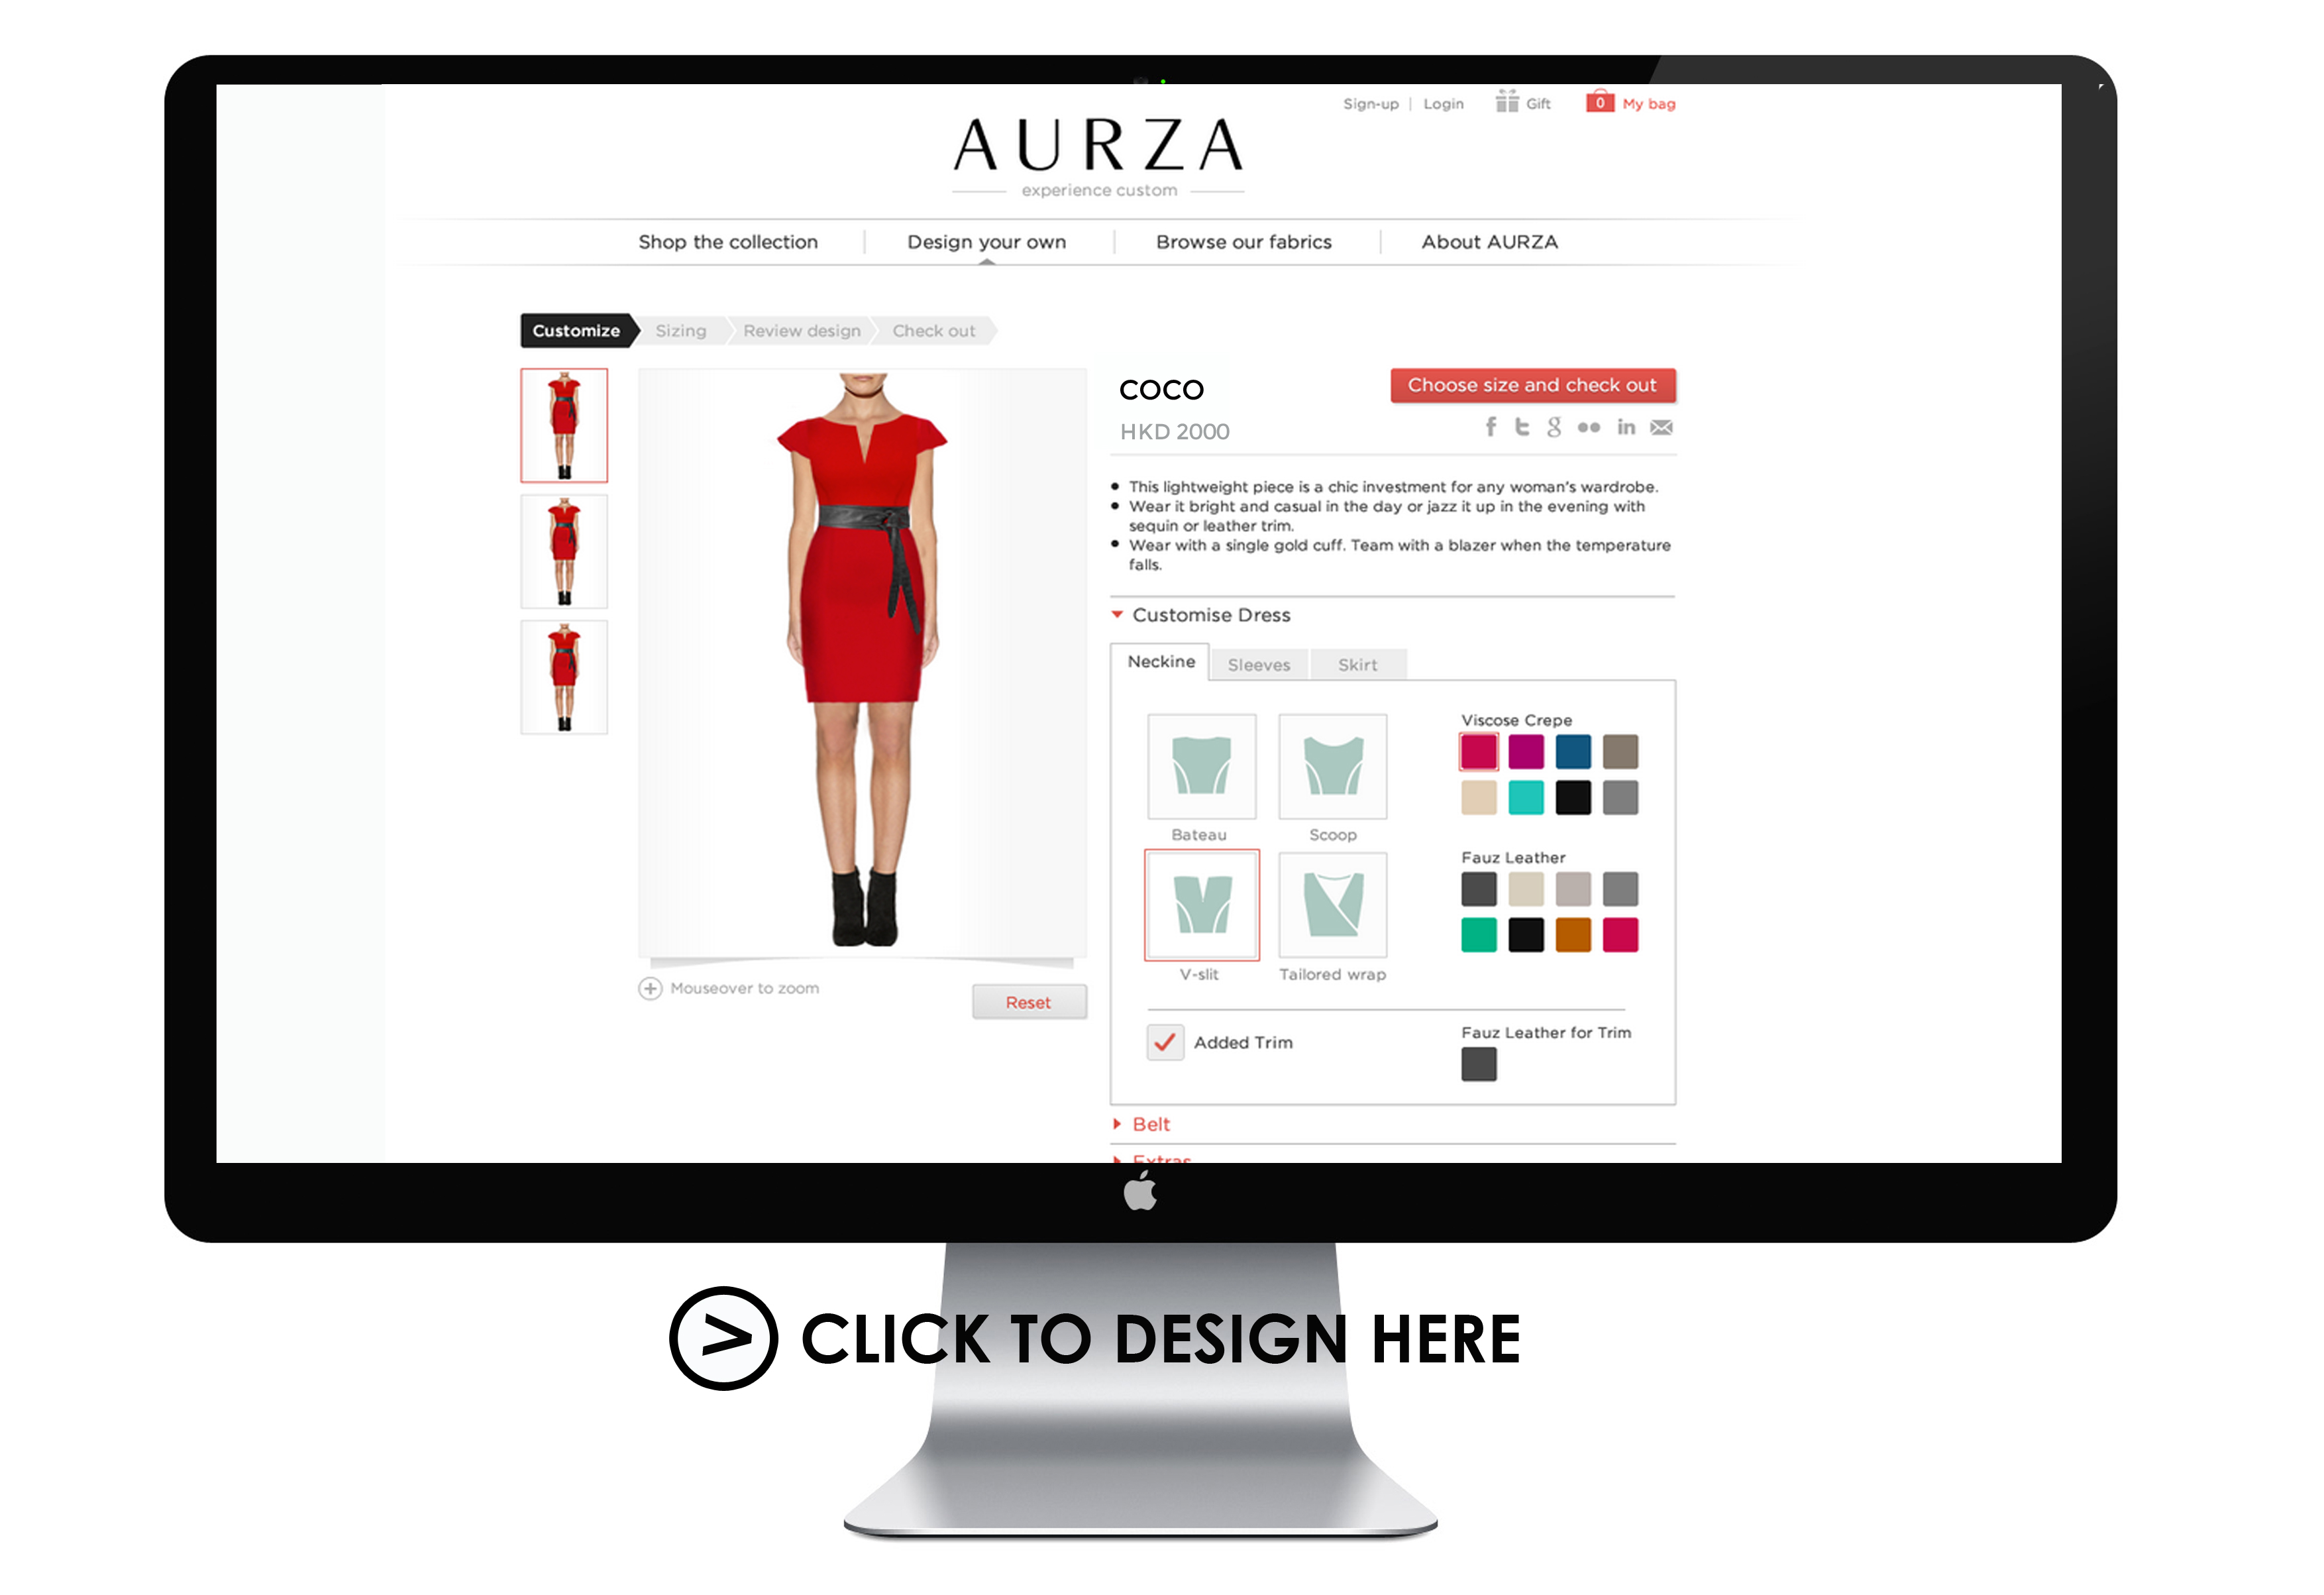 Sign-up | Login Gift 0 My bag
AURZA
experience custom
Shop the collection
Design your own
Browse our fabrics
About AURZA
Customize
Sizing
Review design
Check out
COCO
HKD 2000
Choose size and check out
f t g in
• This lightweight piece is a chic investment for any woman's wardrobe.
• Wear it bright and casual in the day or jazz it up in the evening with
sequin or leather trim.
• Wear with a single gold cuff. Team with a blazer when the temperature
falls.
Customise Dress
Neckine
Sleeves
Skirt
Bateau
Scoop
V-slit
Tailored wrap
Viscose Crepe
Fauz Leather
Added Trim
Fauz Leather for Trim
Mouseover to zoom
Reset
Belt
Extras
> CLICK TO DESIGN HERE